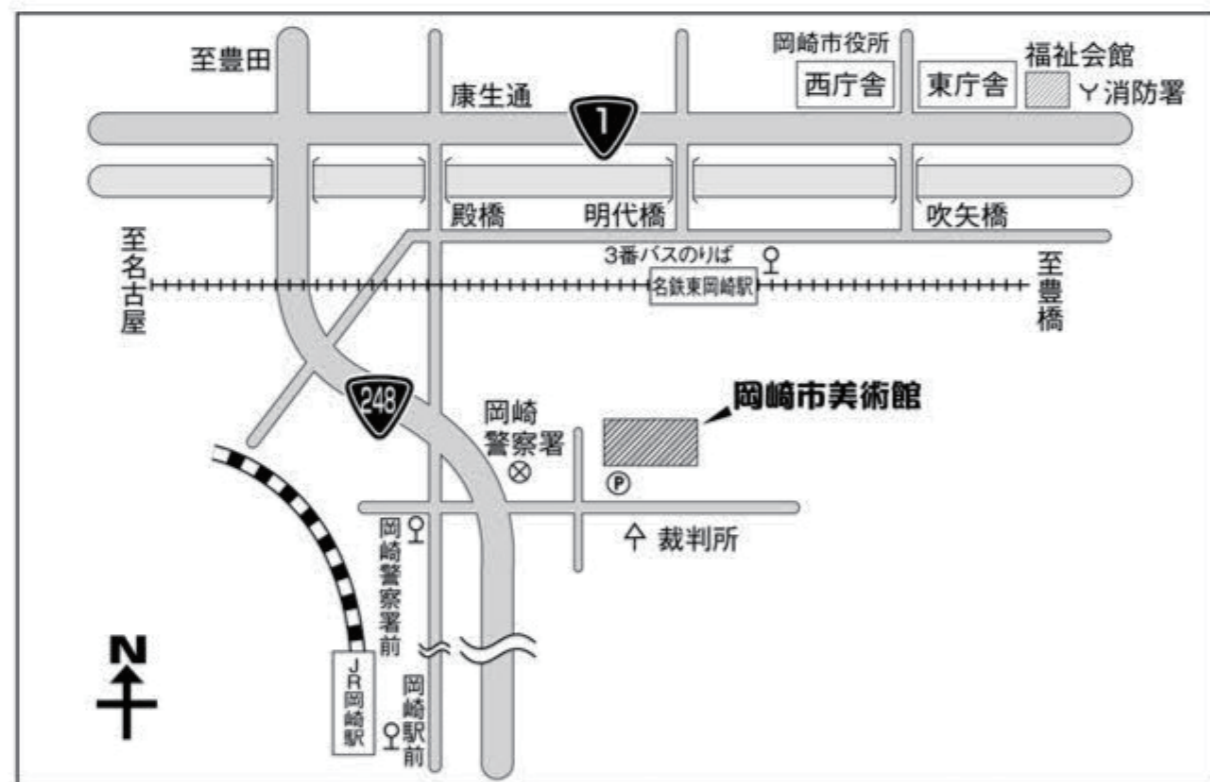 至豊田
康生通
1
岡崎市役所
西庁舎
東庁舎
福祉会館
消防署
殿橋
明代橋
吹矢橋
至名古屋
3番バスのりば
名鉄東岡崎駅
至豊橋
248
岡崎
警察署
岡崎市美術館
P
裁判所
岡崎警察署前
N
JR岡崎駅
岡崎駅前